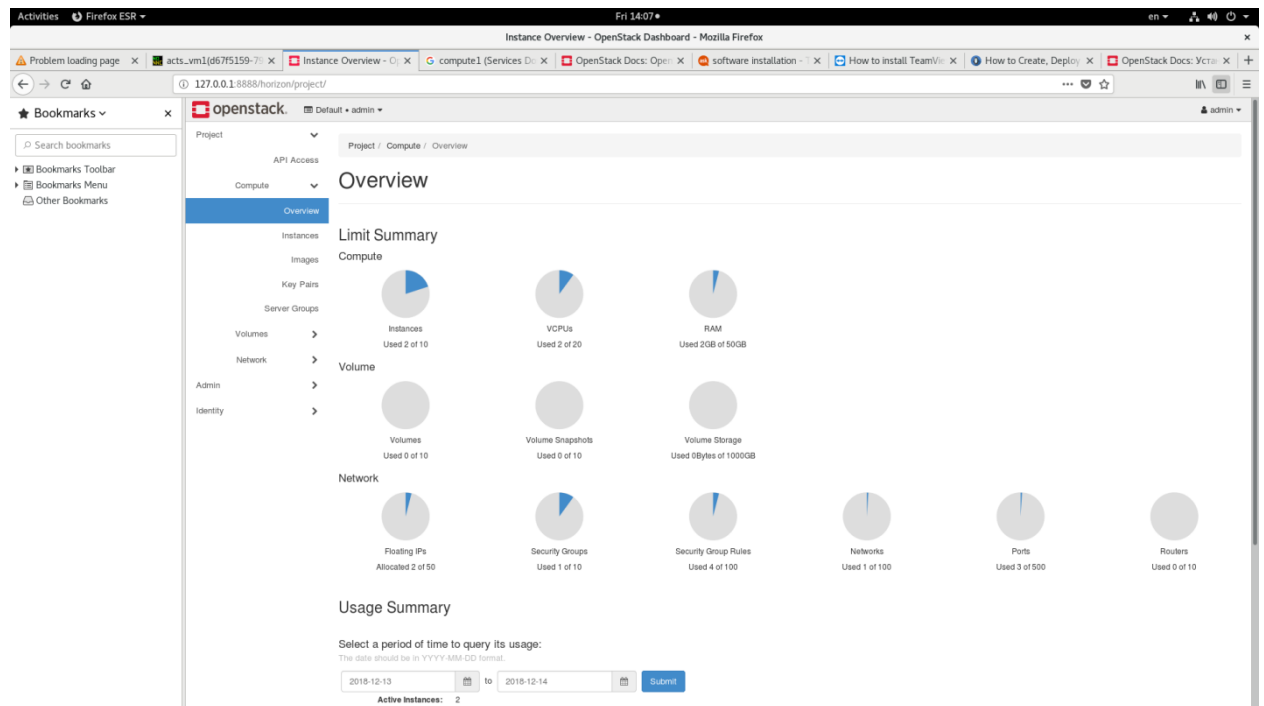 Activities Firefox ESR Fri 14:07 en
Instance Overview - OpenStack Dashboard - Mozilla Firefox
Problem loading page acts_vm1(d67f5159-7 Instance Overview - O compute1 (Services D OpenStack Docs: Open software installation - How to install TeamVie How to Create, Deploy OpenStack Docs: Уста
127.0.0.1:8888/horizon/project/
Bookmarks
Search bookmarks
Bookmarks Toolbar
Bookmarks Menu
Other Bookmarks
openstack. Default • admin admin
Project
API Access
Compute
Overview
Instances
Images
Key Pairs
Server Groups
Volumes
Network
Admin
Identity
Project / Compute / Overview
Overview
Limit Summary
Compute
Instances VCPUs RAM
Used 2 of 10 Used 2 of 20 Used 2GB of 50GB
Volume
Volumes Volume Snapshots Volume Storage
Used 0 of 10 Used 0 of 10 Used 0Bytes of 1000GB
Network
Floating IPs Security Groups Security Group Rules Networks Ports Routers
Allocated 2 of 50 Used 1 of 10 Used 4 of 100 Used 1 of 100 Used 3 of 500 Used 0 of 10
Usage Summary
Select a period of time to query its usage:
The date should be in YYYY-MM-DD format.
2018-12-13 to 2018-12-14 Submit
Active Instances: 2